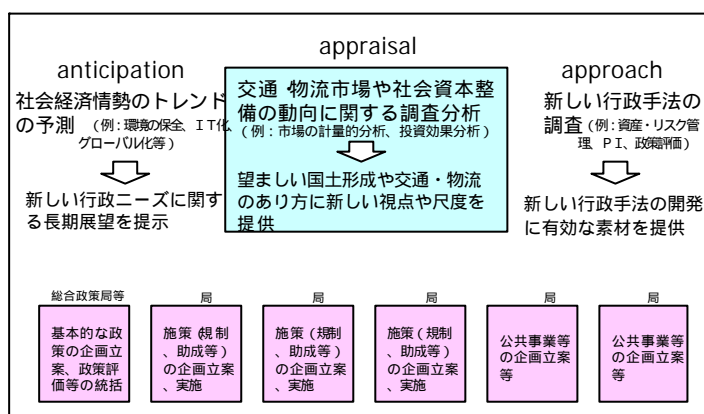 appraisal
anticipation
approach
社会経済情勢のトレンド
の予測 (例：環境の保全、IT化、
グローバル化等)
新しい行政ニーズに関す
る長期展望を提示
交通・物流市場や社会資本整
備の動向に関する調査分析
(例：市場の計量的分析、投資効果分析)
望ましい国土形成や交通・物流
のあり方に新しい視点や尺度を
提供
新しい行政手法の
調査 (例：資産・リスク管
理、PI、政策評価)
新しい行政手法の開発
に有効な素材を提供
総合政策局等
基本的な政
策の企画立
案、政策評
価等の統括
局
施策(規制
、助成等)
の企画立案
、実施
局
施策(規制
、助成等)
の企画立案
、実施
局
施策(規制
、助成等)
の企画立案
、実施
局
公共事業等
の企画立案
等
局
公共事業等
の企画立案
等